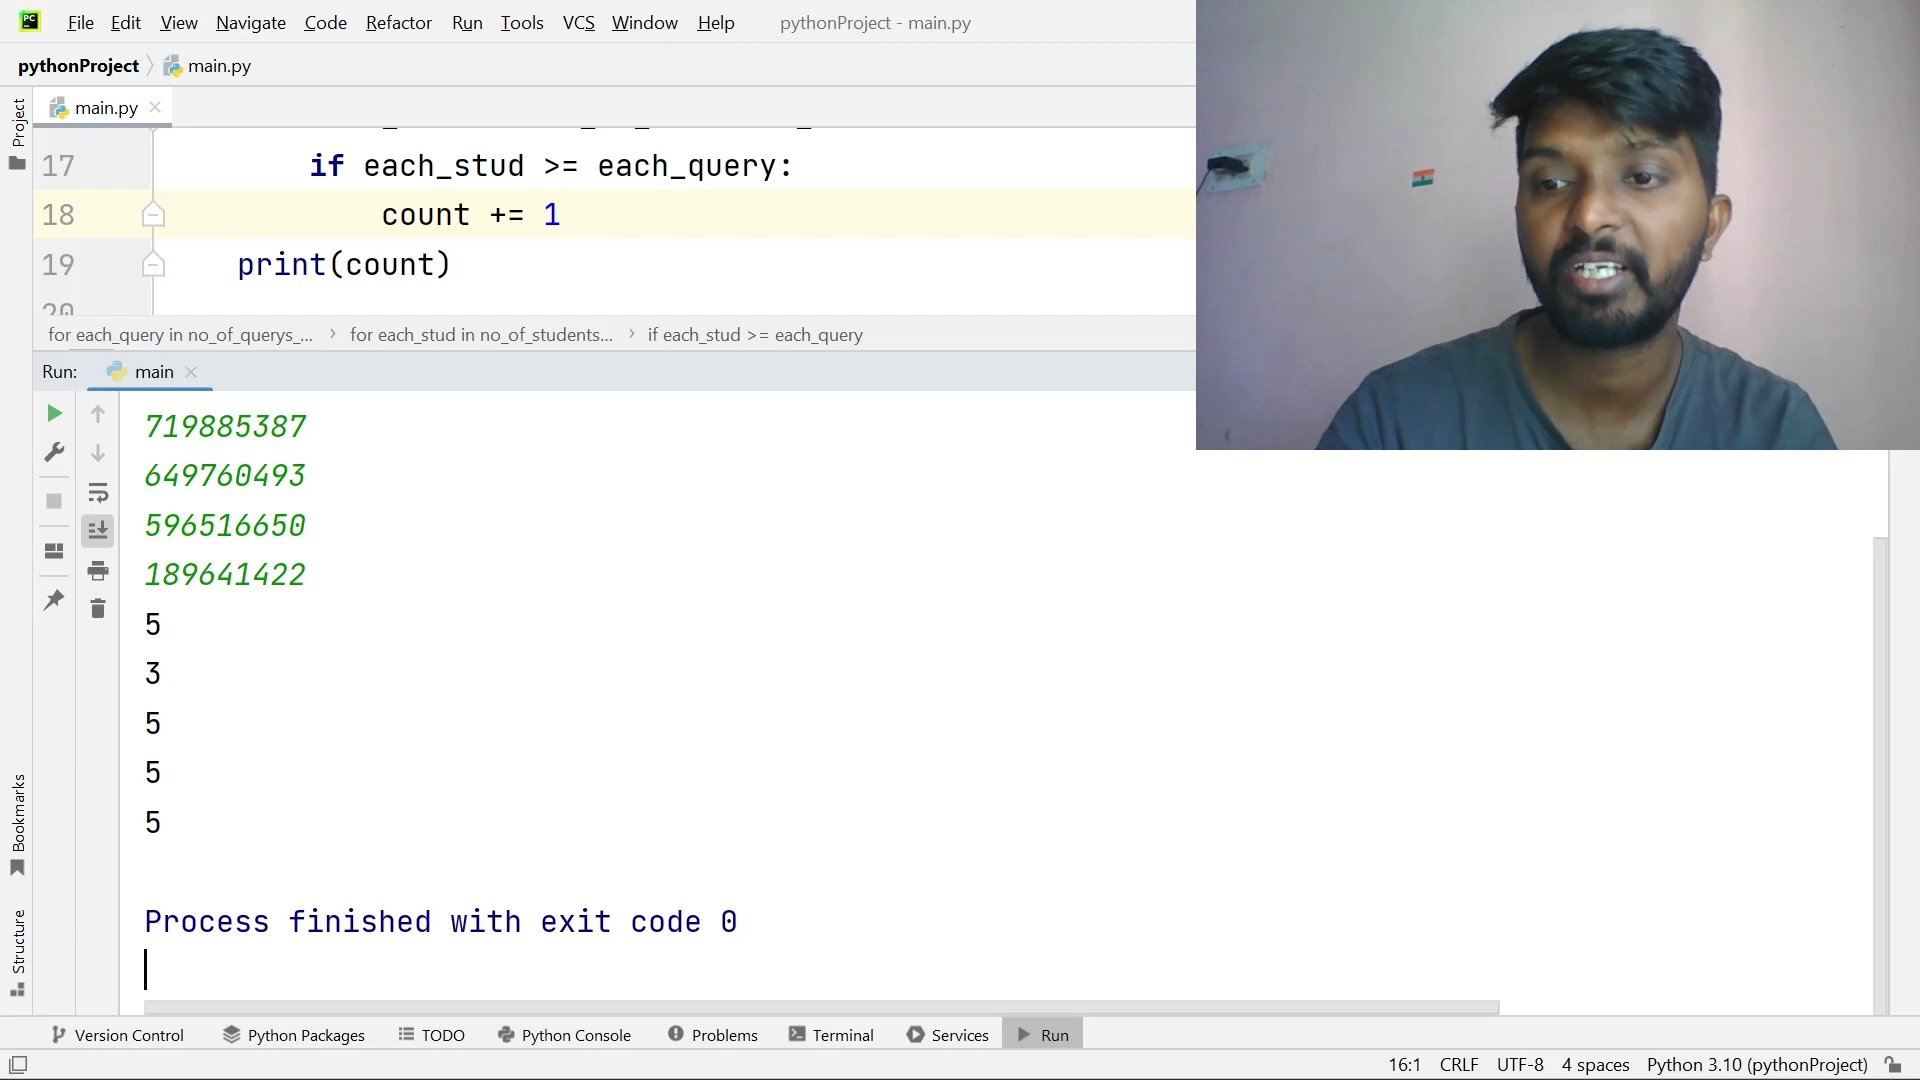 PC File Edit View Navigate Code Refactor Run Tools VCS Window Help pythonProject - main.py
pythonProject main.py
Project
main.py
17 if each_stud >= each_query:
18 count += 1
19 print(count)
20
for each_query in no_of_querys_... for each_stud in no_of_students... if each_stud >= each_query
Run: main
719885387
649760493
596516650
189641422
5
3
5
5
5
Process finished with exit code 0
Bookmarks
Structure
Version Control Python Packages TODO Python Console Problems Terminal Services Run
16:1 CRLF UTF-8 4 spaces Python 3.10 (pythonProject)